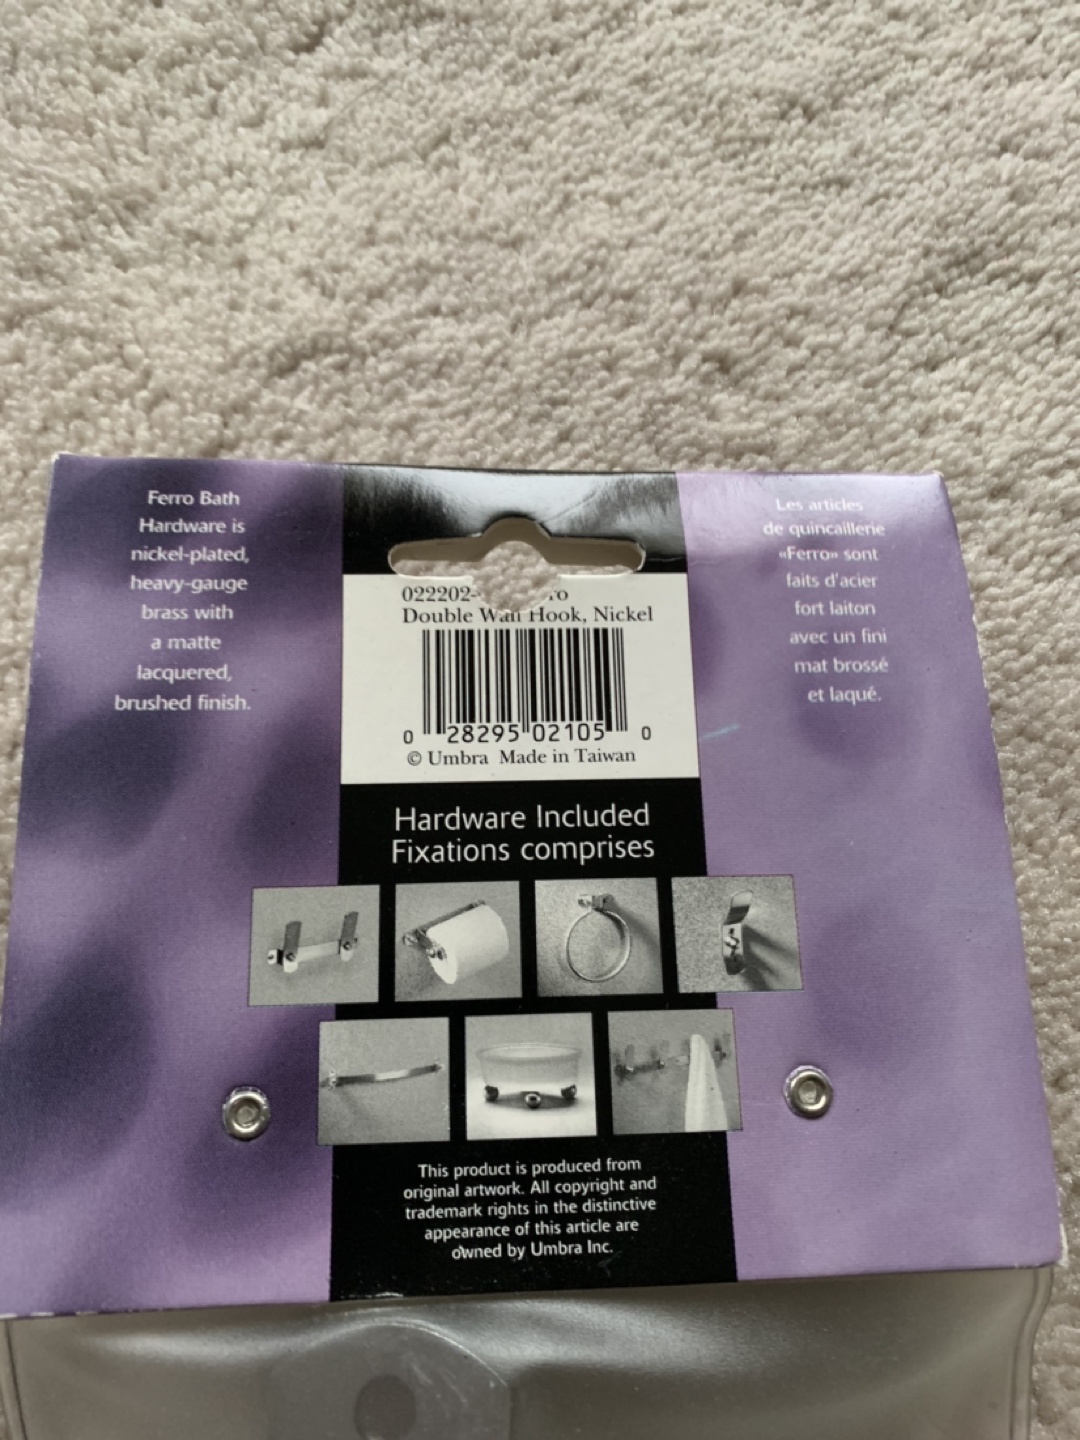 Ferro Bath
Hardware is
nickel-plated,
heavy-gauge
brass with
a matte
lacquered,
brushed finish.
022202-
Double Wall Hook, Nickel
0 28295 02105 0
© Umbra Made in Taiwan
Les articles
de quincaillerie
«Ferro» sont
faits d'acier
fort laiton
avec un fini
mat brossé
et laqué.
Hardware Included
Fixations comprises
This product is produced from
original artwork. All copyright and
trademark rights in the distinctive
appearance of this article are
owned by Umbra Inc.